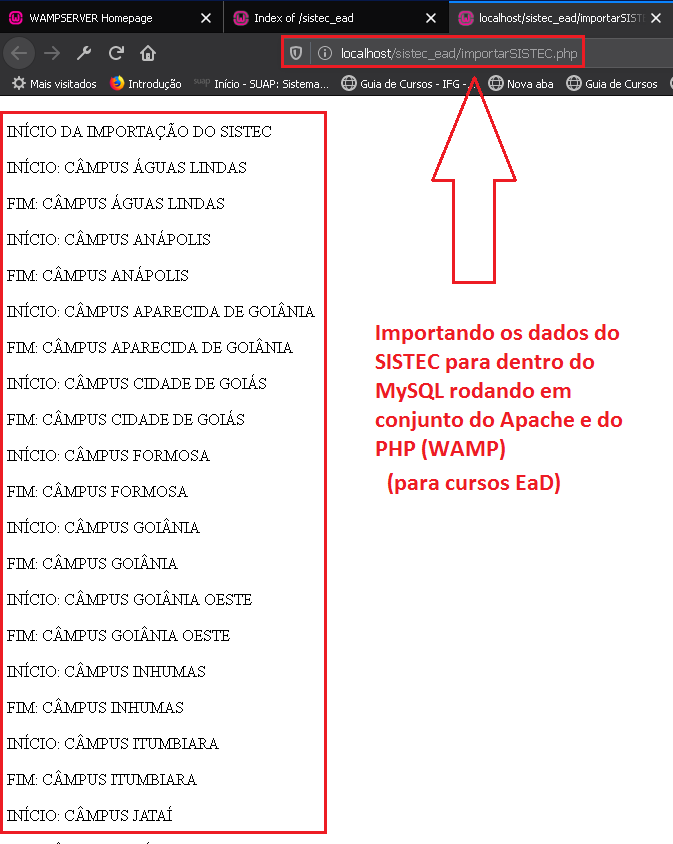 WAMPSERVER Homepage
Index of /sistec_ead
localhost/sistec_ead/importarSIST
localhost/sistec_ead/importarSISTEC.php
Mais visitados
Introdução
suap
Início - SUAP: Sistema...
Guia de Cursos - IFG -...
Nova aba
Guia de Cursos
INÍCIO DA IMPORTAÇÃO DO SISTEC
INÍCIO: CÂMPUS ÁGUAS LINDAS
FIM: CÂMPUS ÁGUAS LINDAS
INÍCIO: CÂMPUS ANÁPOLIS
FIM: CÂMPUS ANÁPOLIS
INÍCIO: CÂMPUS APARECIDA DE GOIÂNIA
FIM: CÂMPUS APARECIDA DE GOIÂNIA
INÍCIO: CÂMPUS CIDADE DE GOIÁS
FIM: CÂMPUS CIDADE DE GOIÁS
INÍCIO: CÂMPUS FORMOSA
FIM: CÂMPUS FORMOSA
INÍCIO: CÂMPUS GOIÂNIA
FIM: CÂMPUS GOIÂNIA
INÍCIO: CÂMPUS GOIÂNIA OESTE
FIM: CÂMPUS GOIÂNIA OESTE
INÍCIO: CÂMPUS INHUMAS
FIM: CÂMPUS INHUMAS
INÍCIO: CÂMPUS ITUMBIARA
FIM: CÂMPUS ITUMBIARA
INÍCIO: CÂMPUS JATAÍ
Importando os dados do
SISTEC para dentro do
MySQL rodando em
conjunto do Apache e do
PHP (WAMP)
(para cursos EaD)